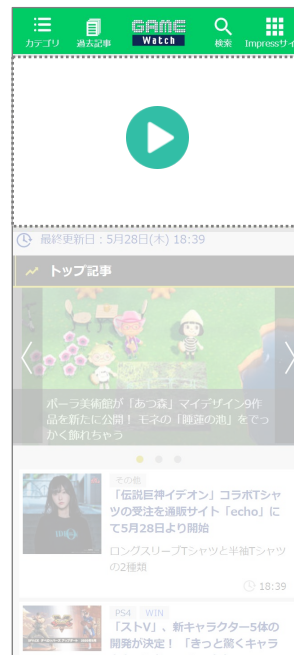 カテゴリ
過去記事
GAME
Watch
検索
Impressサイ
最終更新日：5月28日(木) 18:39
トップ記事
ポーラ美術館が「あつ森」マイデザイン9作
品を新たに公開！ モネの「睡蓮の池」をでっ
かく飾れちゃう
その他
「伝説巨神イデオン」コラボTシャ
ツの受注を通販サイト「echo」に
て5月28日より開始
ロングスリーブTシャツと半袖Tシャツ
の2種類
18:39
PS4 WIN
「ストV」、新キャラクター5体の
開発が決定！ 「きっと驚くキャラ